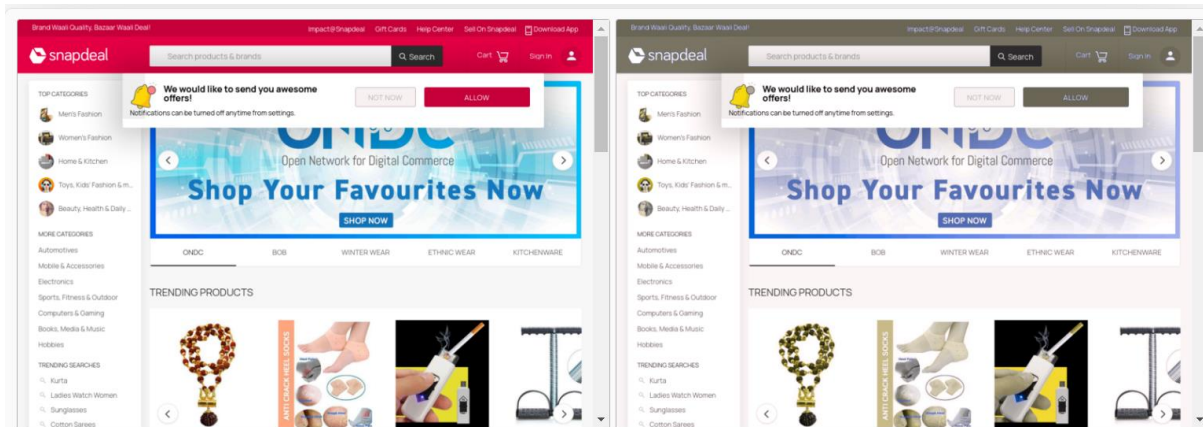 Brand Waali Quality, Bazaar Waali Deal!
Impact@Snapdeal Gift Cards Help Center Sell On Snapdeal Download App
snapdeal
Search products & brands
Search
Cart
Sign In
TOP CATEGORIES
Men's Fashion
Women's Fashion
Home & Kitchen
Toys, Kids' Fashion & m...
Beauty, Health & Daily ...
MORE CATEGORIES
Automotives
Mobile & Accessories
Electronics
Sports, Fitness & Outdoor
Computers & Gaming
Books, Media & Music
Hobbies
TRENDING SEARCHES
Kurta
Ladies Watch Women
Sunglasses
Cotton Sarees
We would like to send you awesome
offers!
Notifications can be turned off anytime from settings.
NOT NOW
ALLOW
ONDC
Open Network for Digital Commerce
Shop Your Favourites Now
SHOP NOW
ONDC BOB WINTER WEAR ETHNIC WEAR KITCHENWARE
TRENDING PRODUCTS
ANTI CRACK HEEL SOCKS
Brand Waali Quality, Bazaar Waali Deal!
Impact@Snapdeal Gift Cards Help Center Sell On Snapdeal Download App
snapdeal
Search products & brands
Search
Cart
Sign In
TOP CATEGORIES
Men's Fashion
Women's Fashion
Home & Kitchen
Toys, Kids' Fashion & m...
Beauty, Health & Daily ...
MORE CATEGORIES
Automotives
Mobile & Accessories
Electronics
Sports, Fitness & Outdoor
Computers & Gaming
Books, Media & Music
Hobbies
TRENDING SEARCHES
Kurta
Ladies Watch Women
Sunglasses
Cotton Sarees
We would like to send you awesome
offers!
Notifications can be turned off anytime from settings.
NOT NOW
ALLOW
ONDC
Open Network for Digital Commerce
Shop Your Favourites Now
SHOP NOW
ONDC BOB WINTER WEAR ETHNIC WEAR KITCHENWARE
TRENDING PRODUCTS
ANTI CRACK HEEL SOCKS